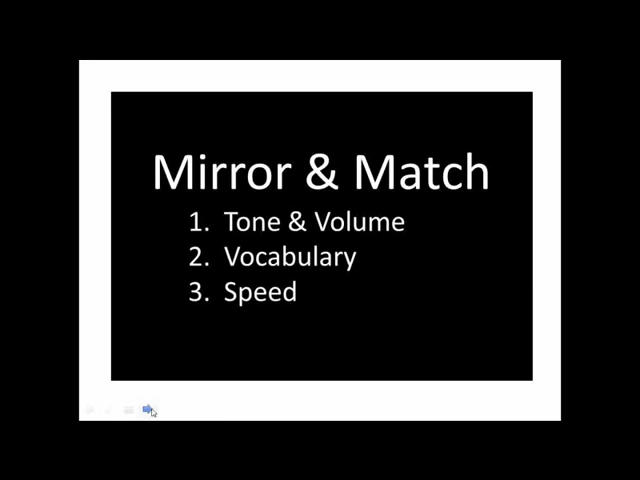 Mirror & Match
1. Tone & Volume
2. Vocabulary
3. Speed